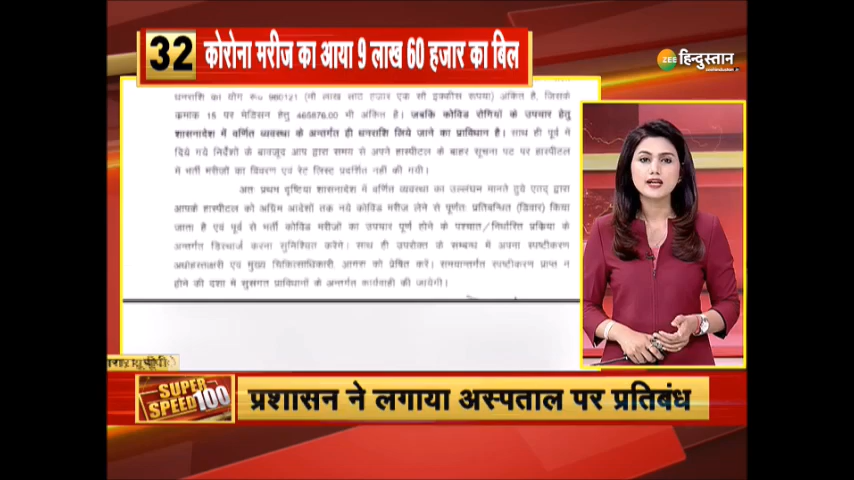 32 कोरोना मरीज का आया 9 लाख 60 हजार का बिल
ZEE हिन्दुस्तान
धनराशि का योग रू० 960121 (नौ लाख साठ हजार एक सौ इक्कीस रूपया) अंकित है, जिसके
क्रमांक 15 पर मेडिसन हेतु 465876.00 भी अंकित है। जबकि कोविड रोगियों के उपचार हेतु
शासनादेश में वर्णित व्यवस्था के अन्तर्गत ही धनराशि लिये जाने का प्राविधान है। साथ ही पूर्व में
दिये गये निर्देशों के बावजूद आप द्वारा समय से अपने हास्पीटल के बाहर सूचना पट पर हास्पीटल
में भर्ती मरीजों का विवरण एवं रेट लिस्ट प्रदर्शित नहीं की गयी।
अतः प्रथम दृष्टिया शासनादेश में वर्णित व्यवस्था का उल्लंघन मानते हुये एतद् द्वारा
आपके हास्पीटल को अग्रिम आदेशों तक नये कोविड मरीज लेने से पूर्णतः प्रतिबन्धित (डिवार) किया
जाता है एवं पूर्व से भर्ती कोविड मरीजों का उपचार पूर्ण होने के पश्चात/निर्धारित प्रक्रिया के
अन्तर्गत डिस्चार्ज करना सुनिश्चित करेंगे। साथ ही उपरोक्त के सम्बन्ध में अपना स्पष्टीकरण
अधोहस्ताक्षरी एवं मुख्य चिकित्साधिकारी, आगरा को प्रेषित करें। समयान्तर्गत स्पष्टीकरण प्राप्त न
होने की दशा में सुसंगत प्राविधानों के अन्तर्गत कार्यवाही की जायेगी।
SUPER SPEED 100 प्रशासन ने लगाया अस्पताल पर प्रतिबंध